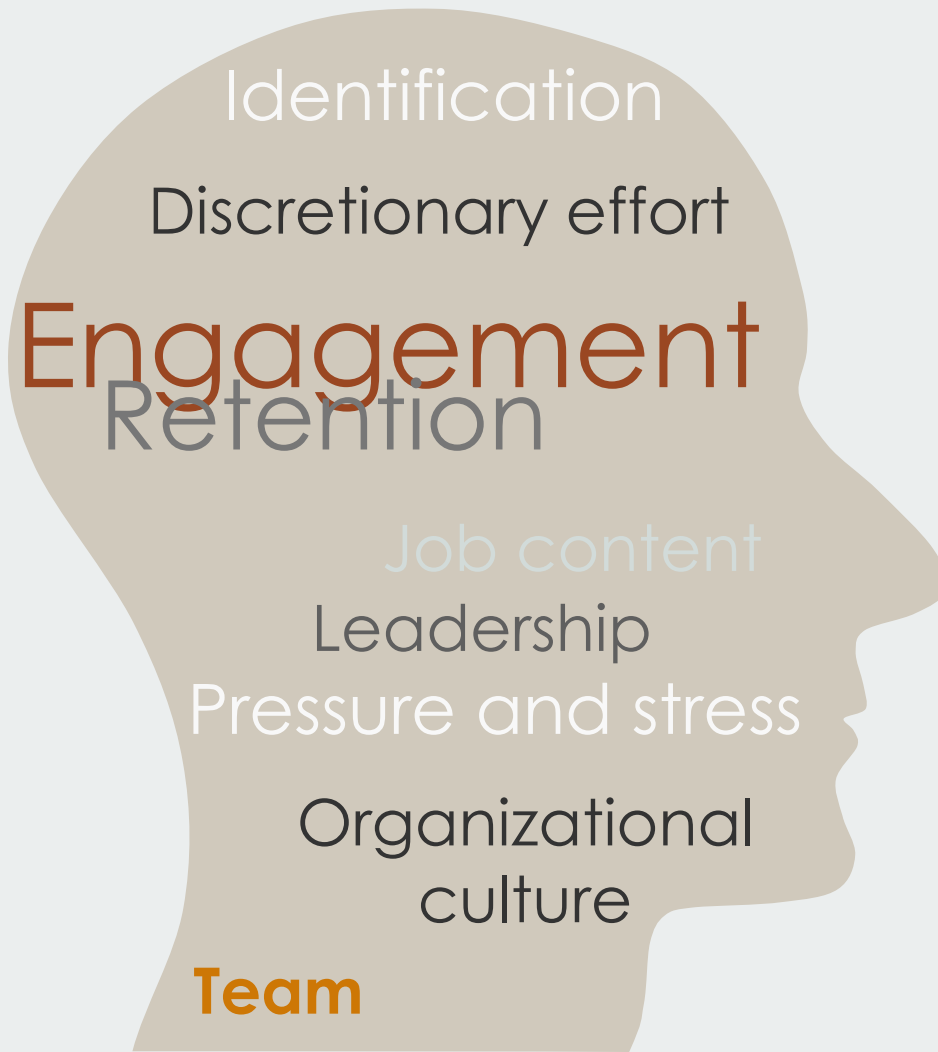 Identification
Discretionary effort
Engagement
Retention
Job content
Leadership
Pressure and stress
Organizational
culture
Team